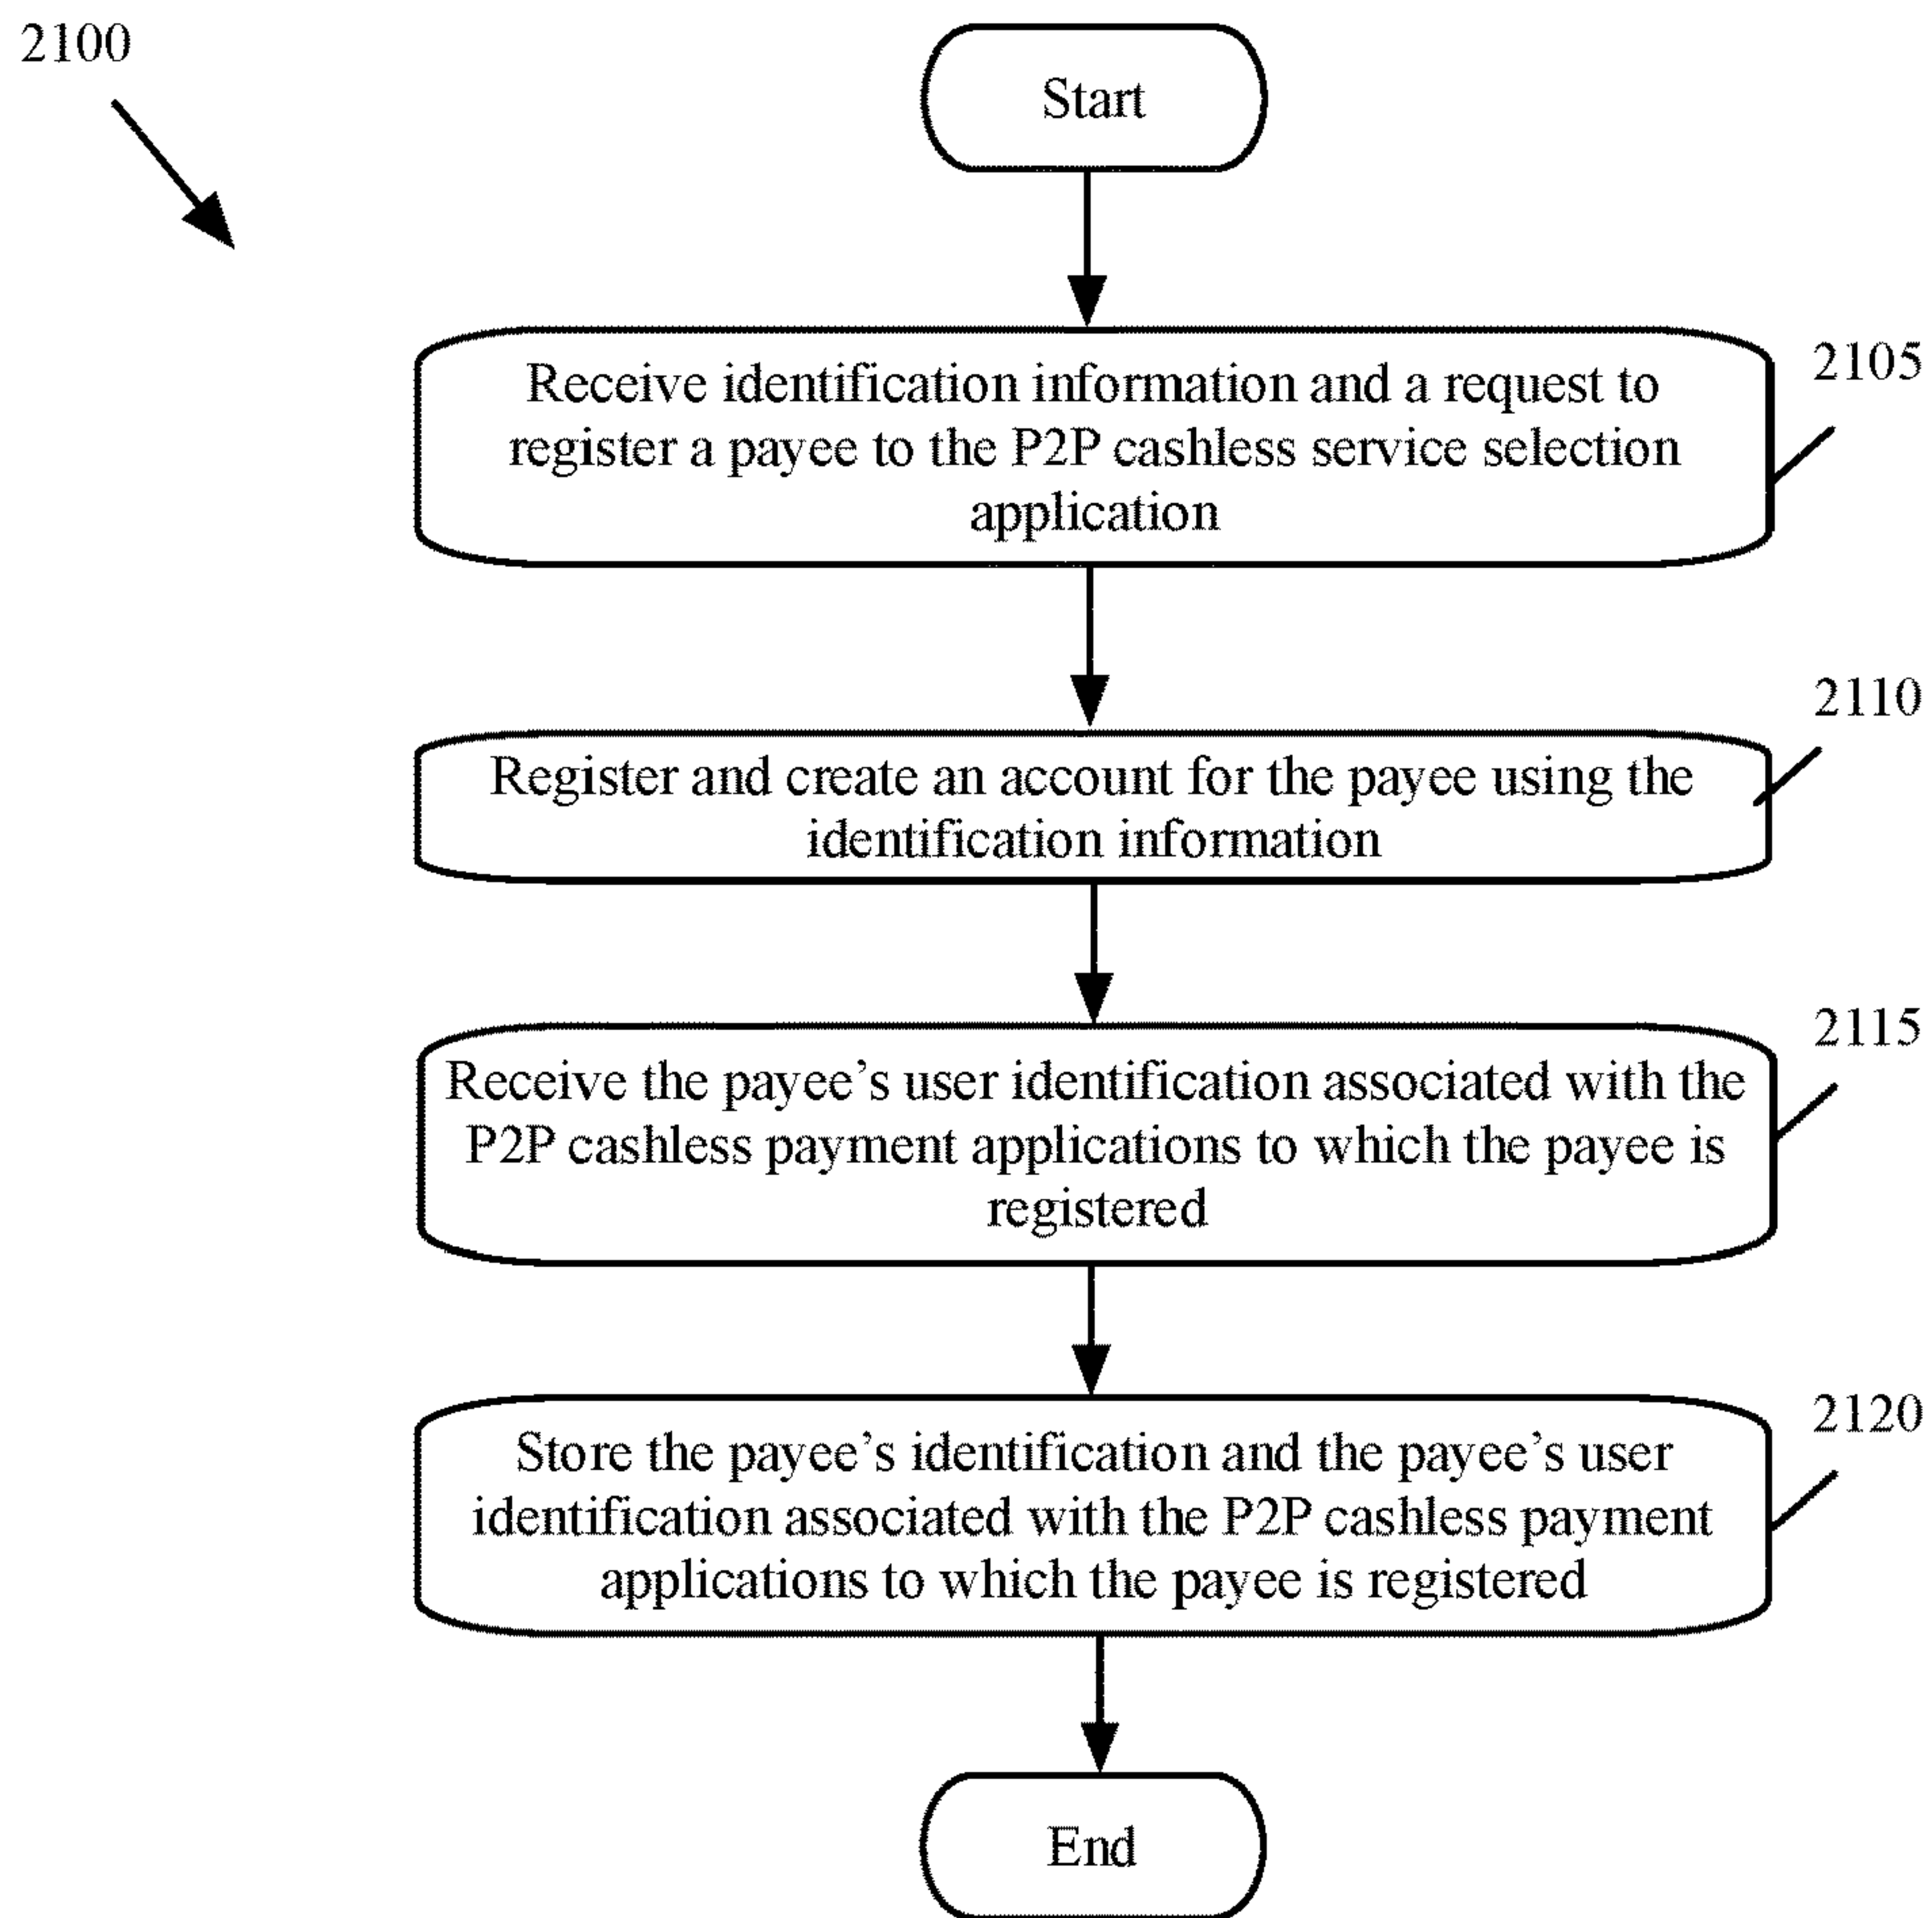 2100
Start
2105
Receive identification information and a request to
register a payee to the P2P cashless service selection
application
2110
Register and create an account for the payee using the
identification information
2115
Receive the payee’s user identification associated with the
P2P cashless payment applications to which the payee is
registered
2120
Store the payee’s identification and the payee’s user
identification associated with the P2P cashless payment
applications to which the payee is registered
End